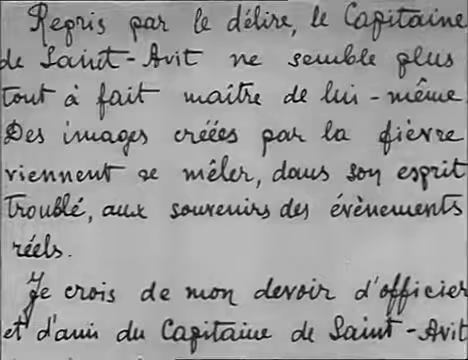 Repris par le délire, le Capitaine
de Saint-Avit ne semble plus
tout à fait maître de lui-même.
Des images créées par la fièvre
viennent se mêler, dans son esprit
troublé, aux souvenirs des évènements
réels.
"Je crois de mon devoir d'officier
et d'ami du Capitaine de Saint-Avit